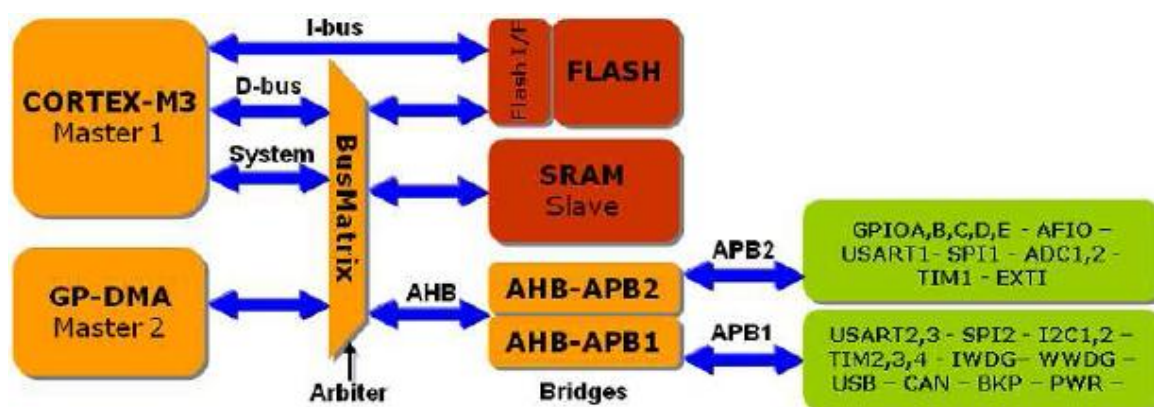 I-bus
CORTEX-M3
Master 1
D-bus
System
BusMatrix
Flash I/F
FLASH
SRAM
Slave
GP-DMA
Master 2
AHB
AHB-APB2
AHB-APB1
Arbiter
Bridges
APB2
GPIOA,B,C,D,E - AFIO –
USART1- SPI1 - ADC1,2 -
TIM1 - EXTI
APB1
USART2,3 - SPI2 - I2C1,2 –
TIM2,3,4 - IWDG– WWDG –
USB – CAN – BKP – PWR –